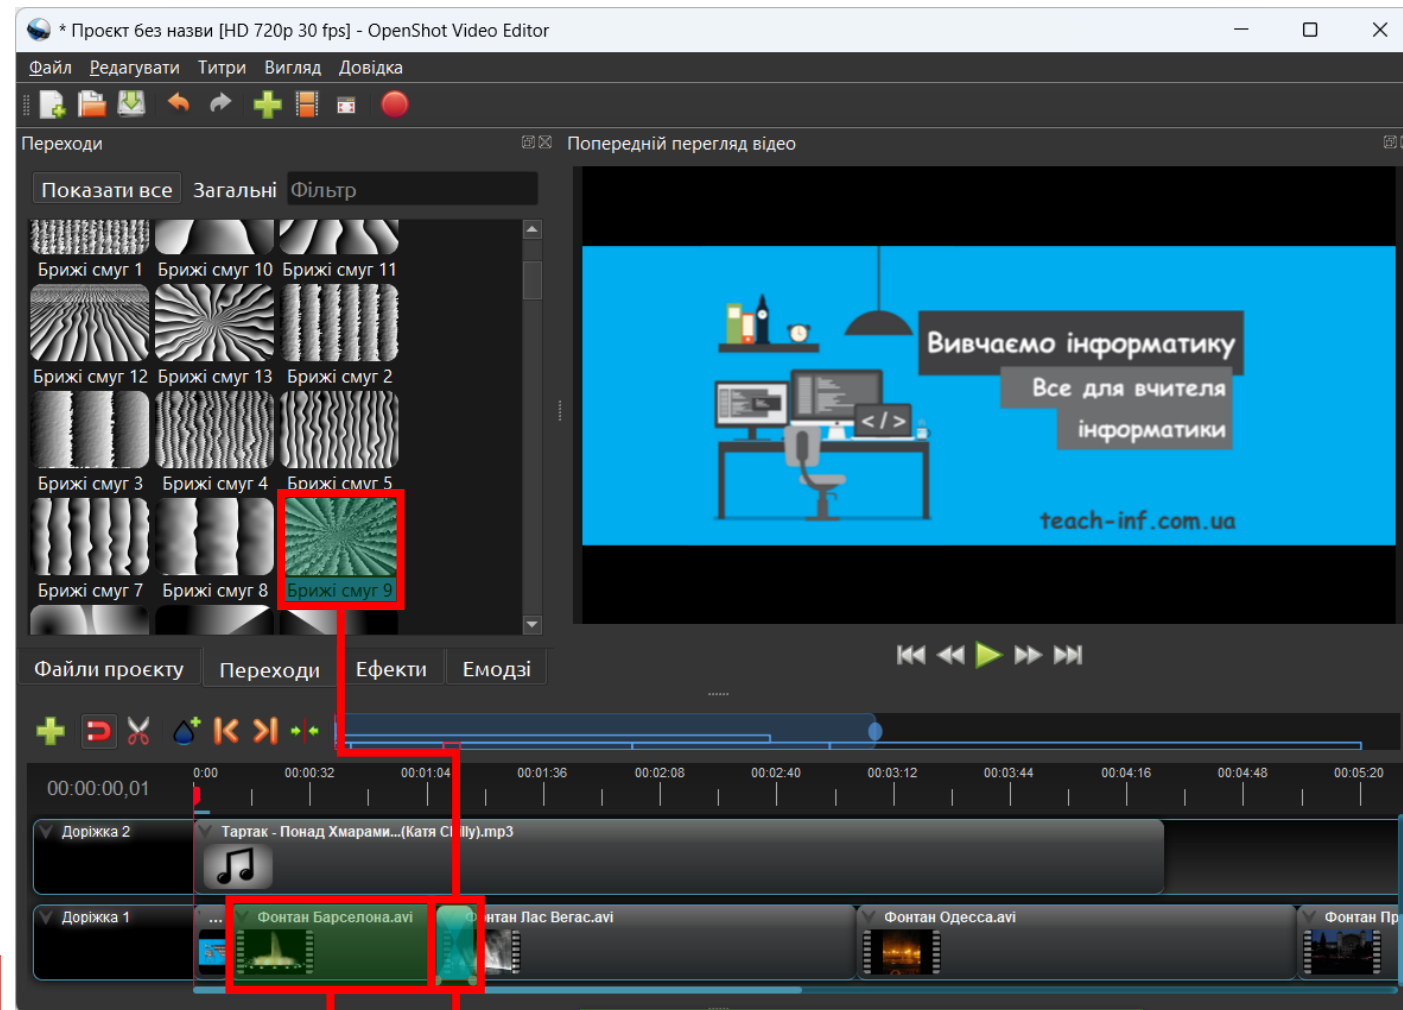 * Проєкт без назви [HD 720p 30 fps] - OpenShot Video Editor
Файл Редагувати Титри Вигляд Довідка
Переходи
Попередній перегляд відео
Показати все Загальні Фільтр
Брижі смуг 1 Брижі смуг 10 Брижі смуг 11
Брижі смуг 12 Брижі смуг 13 Брижі смуг 2
Брижі смуг 3 Брижі смуг 4 Брижі смуг 5
Брижі смуг 7 Брижі смуг 8 Брижі смуг 9
Вивчаємо інформатику
Все для вчителя
інформатики
</>
teach-inf.com.ua
Файли проєкту Переходи Ефекти Емодзі
00:00:00,01
0:00 00:00:32 00:01:04 00:01:36 00:02:08 00:02:40 00:03:12 00:03:44 00:04:16 00:04:48 00:05:20
Доріжка 2
Тартак - Понад Хмарами...(Катя Chilly).mp3
Доріжка 1
... Фонтан Барселона.avi Фонтан Лас Вегас.avi Фонтан Одесса.avi Фонтан Пр